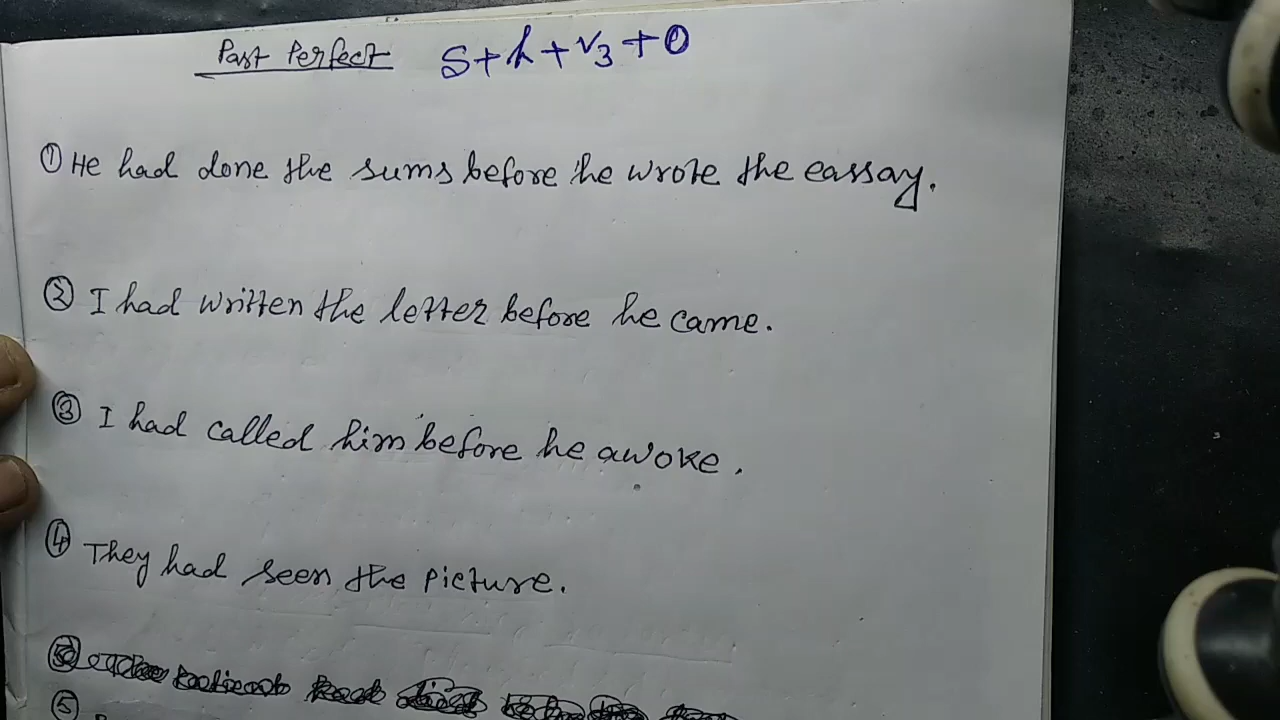 Past Perfect S+h+V3+O
① He had done the sums before he wrote the eassay.
② I had written the letter before he came.
③ I had called him before he awoke.
④ They had seen the picture.
⑤